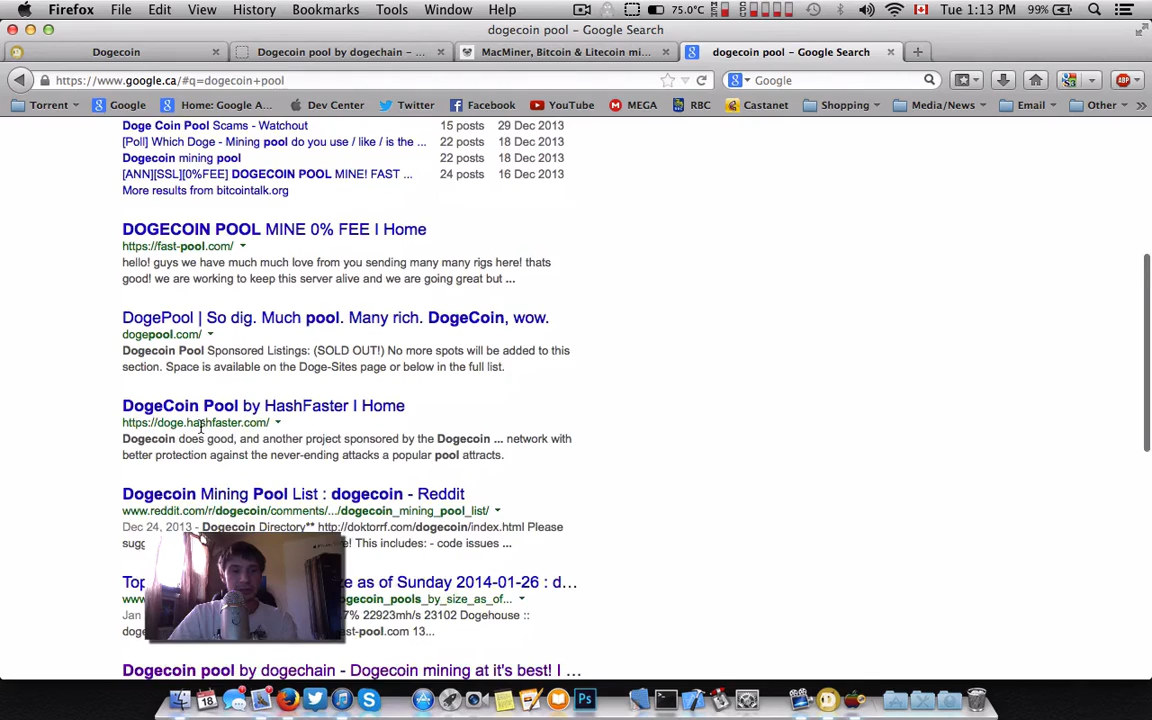 Firefox File Edit View History Bookmarks Tools Window Help 75.0°C Tue 1:13 PM 99%
dogecoin pool - Google Search
Dogecoin Dogecoin pool by dogechain – ... MacMiner, Bitcoin & Litecoin mi... dogecoin pool - Google Search
https://www.google.ca/#q=dogecoin+pool Google
Torrent Google Home: Google A... Dev Center Twitter Facebook YouTube MEGA RBC Castanet Shopping Media/News Email Other
Doge Coin Pool Scams - Watchout 15 posts 29 Dec 2013
[Poll] Which Doge - Mining pool do you use / like / is the ... 22 posts 18 Dec 2013
Dogecoin mining pool 22 posts 18 Dec 2013
[ANN][SSL][0%FEE] DOGECOIN POOL MINE! FAST ... 24 posts 16 Dec 2013
More results from bitcointalk.org
DOGECOIN POOL MINE 0% FEE I Home
https://fast-pool.com/
hello! guys we have much much love from you sending many many rigs here! thats
good! we are working to keep this server alive and we are going great but ...
DogePool | So dig. Much pool. Many rich. DogeCoin, wow.
dogepool.com/
Dogecoin Pool Sponsored Listings: (SOLD OUT!) No more spots will be added to this
section. Space is available on the Doge-Sites page or below in the full list.
DogeCoin Pool by HashFaster I Home
https://doge.hashfaster.com/
Dogecoin does good, and another project sponsored by the Dogecoin ... network with
better protection against the never-ending attacks a popular pool attracts.
Dogecoin Mining Pool List : dogecoin - Reddit
www.reddit.com/r/dogecoin/comments/.../dogecoin_mining_pool_list/
Dec 24, 2013 - Dogecoin Directory** http://doktorrf.com/dogecoin/index.html Please
! This includes: - code issues ...
as of Sunday 2014-01-26 : d...
ogecoin_pools_by_size_as_of...
7% 22923mh/s 23102 Dogehouse ::
st-pool.com 13...
Dogecoin pool by dogechain - Dogecoin mining at it's best! I ...
18